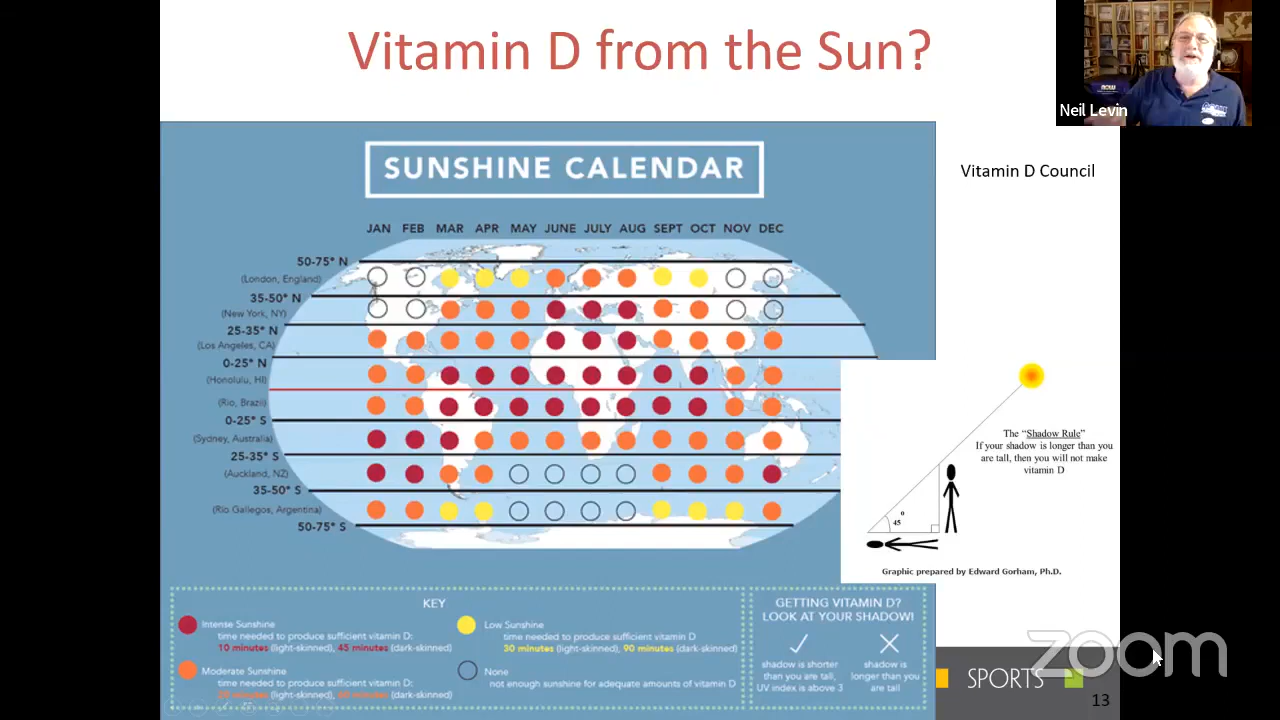 Vitamin D from the Sun?
Neil Levin
Vitamin D Council
SUNSHINE CALENDAR
JAN FEB MAR APR MAY JUNE JULY AUG SEPT OCT NOV DEC
50-75° N
(London, England)
35-50° N
(New York, NY)
25-35° N
(Los Angeles, CA)
0-25° N
(Honolulu, HI)
(Rio, Brazil)
0-25° S
(Sydney, Australia)
25-35° S
(Auckland, NZ)
35-50° S
(Rio Gallegos, Argentina)
50-75° S
The “Shadow Rule”
If your shadow is longer than you
are tall, then you will not make
vitamin D
45
Graphic prepared by Edward Gorham, Ph.D.
KEY
Intense Sunshine
time needed to produce sufficient vitamin D:
10 minutes (light-skinned), 45 minutes (dark-skinned)
Moderate Sunshine
time needed to produce sufficient vitamin D:
minutes (light-skinned), minutes (dark-skinned)
Low Sunshine
time needed to produce sufficient vitamin D
30 minutes (light-skinned), 90 minutes (dark-skinned)
None
not enough sunshine for adequate amounts of vitamin D
GETTING VITAMIN D?
LOOK AT YOUR SHADOW!
shadow is shorter
than you are tall,
UV index is above 3
shadow is
longer than you
are tall
zoom
SPORTS
13